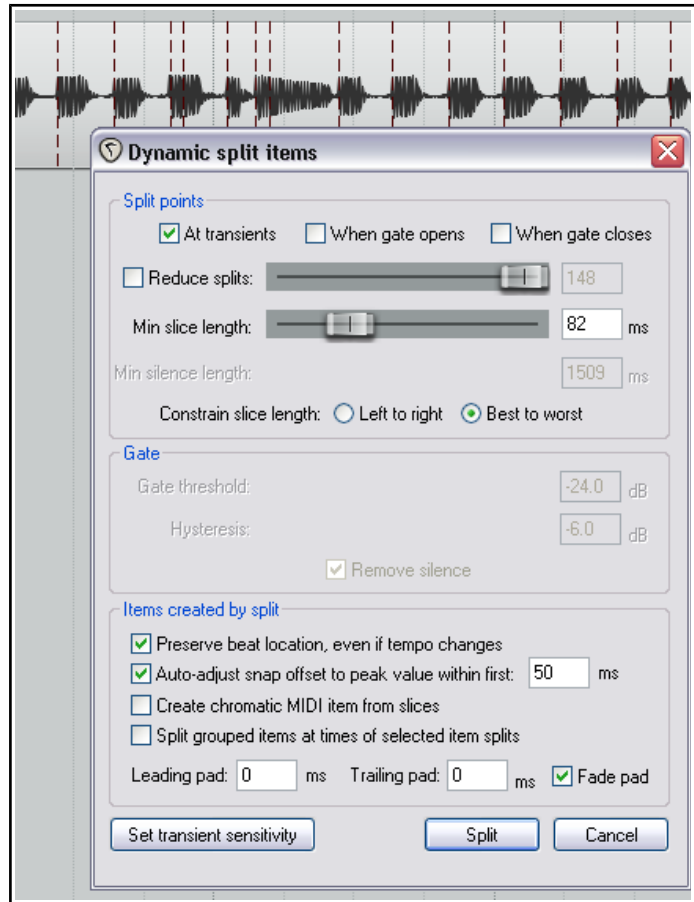 Dynamic split items
Split points
At transients When gate opens When gate closes
Reduce splits: 148
Min slice length: 82 ms
Min silence length: 1509 ms
Constrain slice length: Left to right Best to worst
Gate
Gate threshold: -24.0 dB
Hysteresis: -6.0 dB
Remove silence
Items created by split
Preserve beat location, even if tempo changes
Auto-adjust snap offset to peak value within first: 50 ms
Create chromatic MIDI item from slices
Split grouped items at times of selected item splits
Leading pad: 0 ms Trailing pad: 0 ms Fade pad
Set transient sensitivity Split Cancel